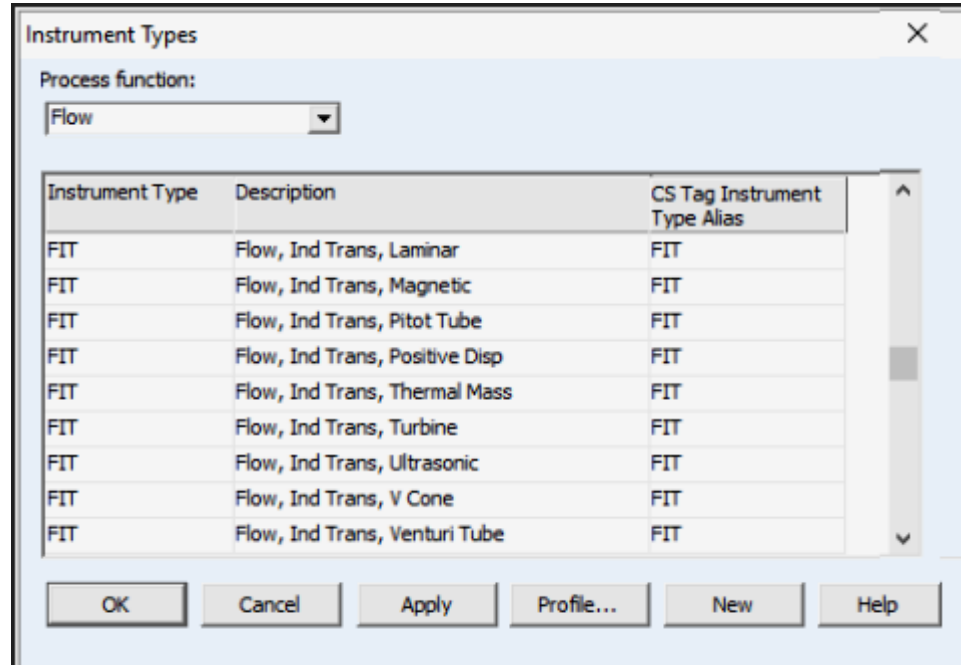 Instrument Types
Process function:
Flow
Instrument Type Description CS Tag Instrument
Type Alias
FIT Flow, Ind Trans, Laminar FIT
FIT Flow, Ind Trans, Magnetic FIT
FIT Flow, Ind Trans, Pitot Tube FIT
FIT Flow, Ind Trans, Positive Disp FIT
FIT Flow, Ind Trans, Thermal Mass FIT
FIT Flow, Ind Trans, Turbine FIT
FIT Flow, Ind Trans, Ultrasonic FIT
FIT Flow, Ind Trans, V Cone FIT
FIT Flow, Ind Trans, Venturi Tube FIT
OK Cancel Apply Profile... New Help